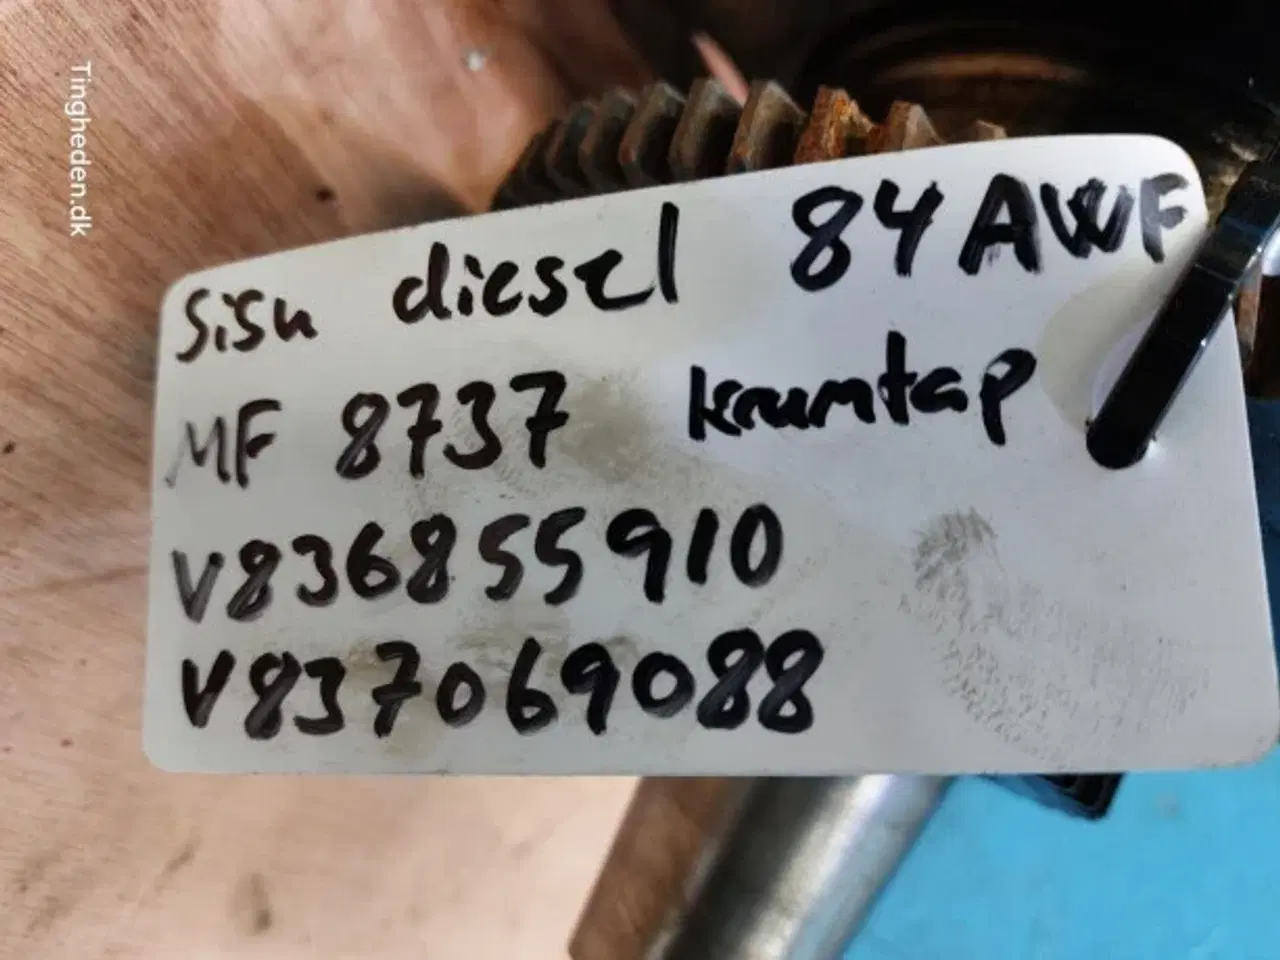 Tingheden.dk
Sisu diesel 84AWF
MF 8737 krumtap
V836855910
V837069088